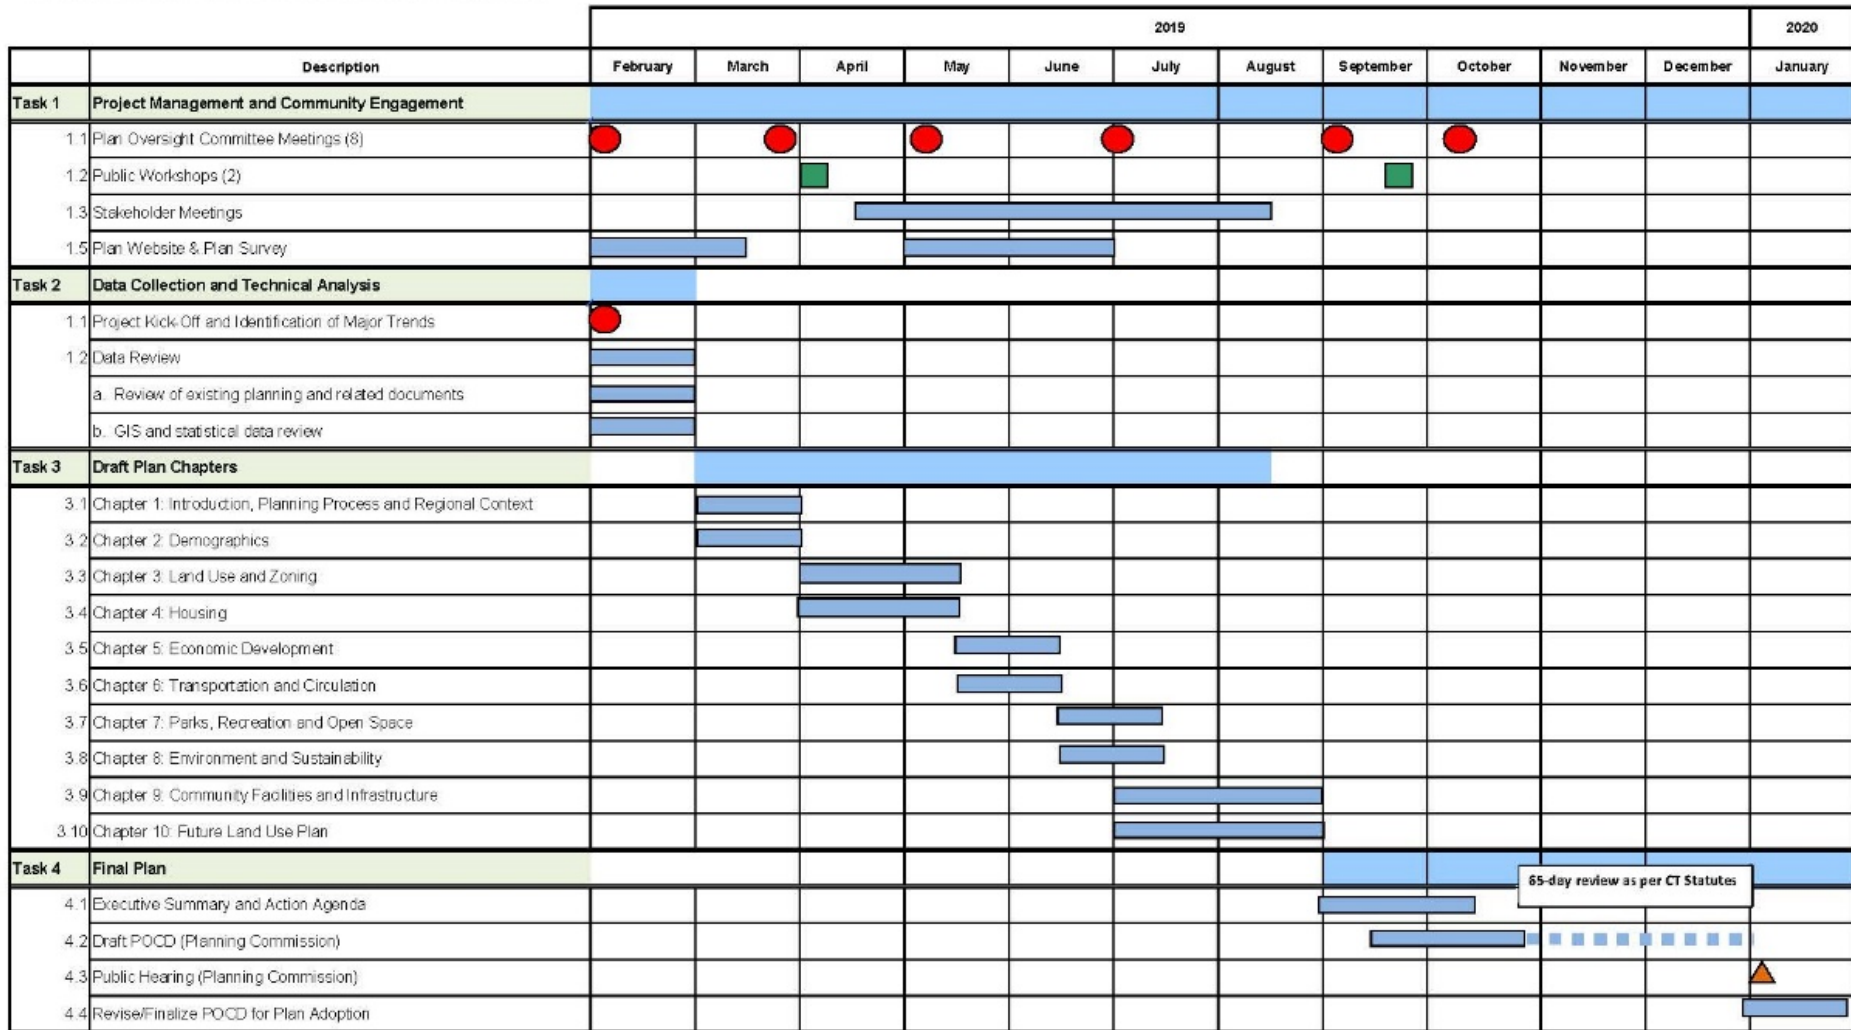 2019 2020
Description February March April May June July August September October November December January
Task 1 Project Management and Community Engagement
1.1 Plan Oversight Committee Meetings (8)
1.2 Public Workshops (2)
1.3 Stakeholder Meetings
1.5 Plan Website & Plan Survey
Task 2 Data Collection and Technical Analysis
1.1 Project Kick-Off and Identification of Major Trends
1.2 Data Review
a. Review of existing planning and related documents
b. GIS and statistical data review
Task 3 Draft Plan Chapters
3.1 Chapter 1: Introduction, Planning Process and Regional Context
3.2 Chapter 2: Demographics
3.3 Chapter 3: Land Use and Zoning
3.4 Chapter 4: Housing
3.5 Chapter 5: Economic Development
3.6 Chapter 6: Transportation and Circulation
3.7 Chapter 7: Parks, Recreation and Open Space
3.8 Chapter 8: Environment and Sustainability
3.9 Chapter 9: Community Facilities and Infrastructure
3.10 Chapter 10: Future Land Use Plan
Task 4 Final Plan
65-day review as per CT Statutes
4.1 Executive Summary and Action Agenda
4.2 Draft POCD (Planning Commission)
4.3 Public Hearing (Planning Commission)
4.4 Revise/Finalize POCD for Plan Adoption